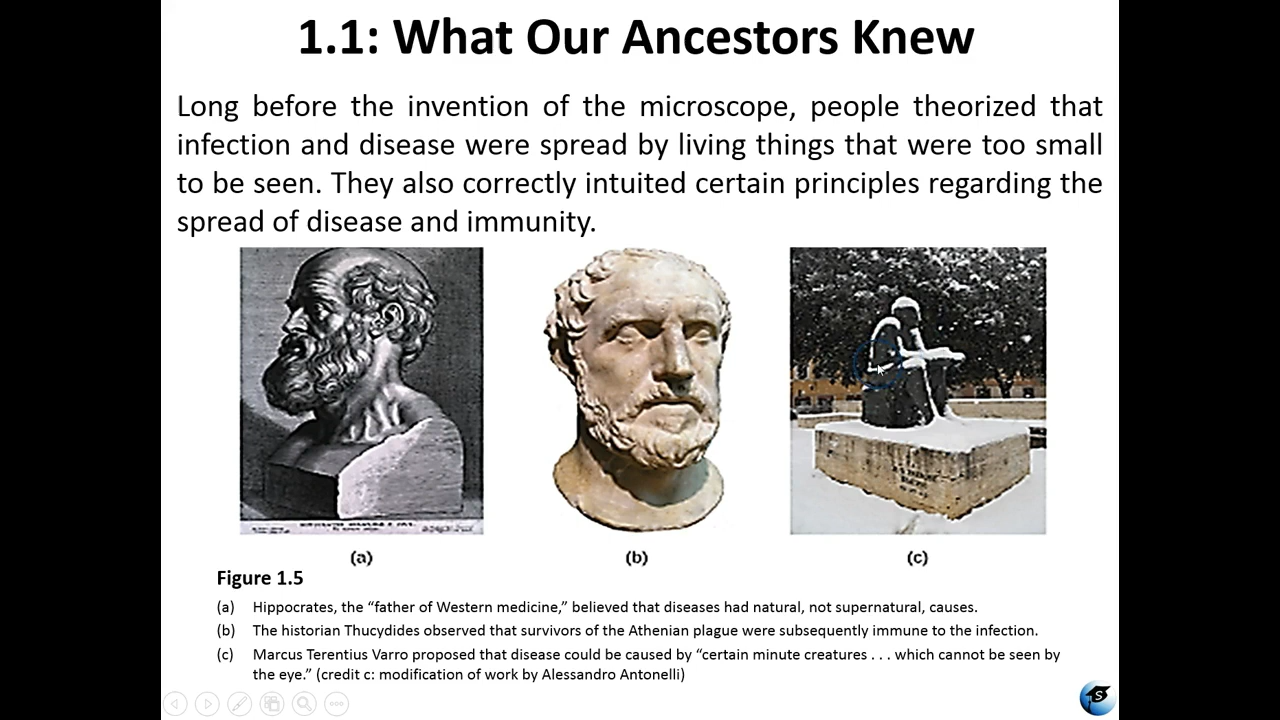 1.1: What Our Ancestors Knew
Long before the invention of the microscope, people theorized that
infection and disease were spread by living things that were too small
to be seen. They also correctly intuited certain principles regarding the
spread of disease and immunity.
(a)
(b)
(c)
Figure 1.5
(a) Hippocrates, the “father of Western medicine,” believed that diseases had natural, not supernatural, causes.
(b) The historian Thucydides observed that survivors of the Athenian plague were subsequently immune to the infection.
(c) Marcus Terentius Varro proposed that disease could be caused by “certain minute creatures . . . which cannot be seen by
the eye.” (credit c: modification of work by Alessandro Antonelli)
S